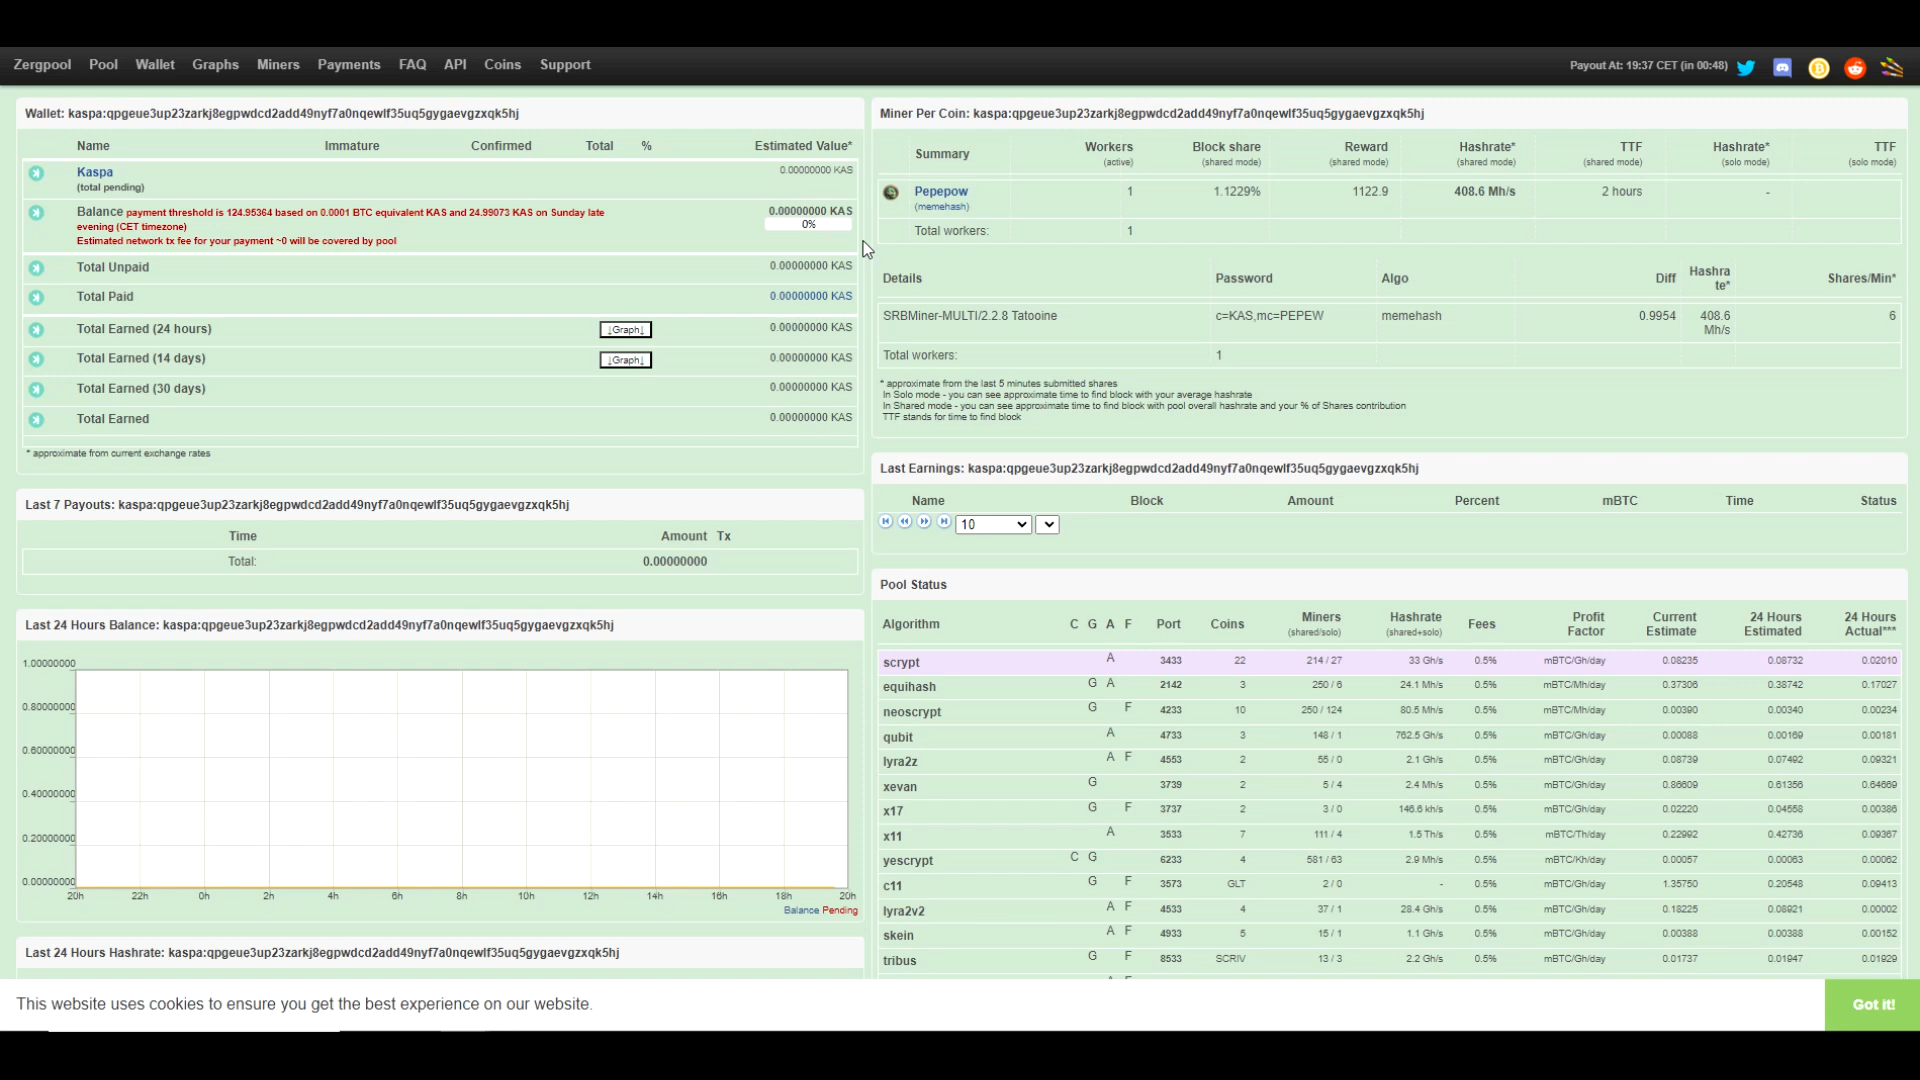 Zergpool Pool Wallet Graphs Miners Payments FAQ API Coins Support Payout At: 19:37 CET (in 00:48)
Wallet: kaspa:qpgeue3up23zarkj8egpwdcd2add49nyf7a0nqewlf35uq5gygaevgzxqk5hj
Name Immature Confirmed Total % Estimated Value*
Kaspa 0.00000000 KAS
(total pending)
Balance payment threshold is 124.95364 based on 0.0001 BTC equivalent KAS and 24.99073 KAS on Sunday late 0.00000000 KAS
evening (CET timezone) 0%
Estimated network tx fee for your payment ~0 will be covered by pool
Total Unpaid 0.00000000 KAS
Total Paid 0.00000000 KAS
Total Earned (24 hours) ↓Graph↓ 0.00000000 KAS
Total Earned (14 days) ↓Graph↓ 0.00000000 KAS
Total Earned (30 days) 0.00000000 KAS
Total Earned 0.00000000 KAS
* approximate from current exchange rates
Last 7 Payouts: kaspa:qpgeue3up23zarkj8egpwdcd2add49nyf7a0nqewlf35uq5gygaevgzxqk5hj
Time Amount Tx
Total: 0.00000000
Last 24 Hours Balance: kaspa:qpgeue3up23zarkj8egpwdcd2add49nyf7a0nqewlf35uq5gygaevgzxqk5hj
1.00000000
0.80000000
0.60000000
0.40000000
0.20000000
0.00000000
20h 22h 0h 2h 4h 6h 8h 10h 12h 14h 16h 18h 20h
Balance Pending
Last 24 Hours Hashrate: kaspa:qpgeue3up23zarkj8egpwdcd2add49nyf7a0nqewlf35uq5gygaevgzxqk5hj
Miner Per Coin: kaspa:qpgeue3up23zarkj8egpwdcd2add49nyf7a0nqewlf35uq5gygaevgzxqk5hj
Summary Workers Block share Reward Hashrate* TTF Hashrate* TTF
(active) (shared mode) (shared mode) (shared mode) (shared mode) (solo mode) (solo mode)
Pepepow 1 1.1229% 1122.9 408.6 Mh/s 2 hours -
(memehash)
Total workers: 1
Details Password Algo Diff Hashra Shares/Min*
te*
SRBMiner-MULTI/2.2.8 Tatooine c=KAS,mc=PEPEW memehash 0.9954 408.6 6
Mh/s
Total workers: 1
* approximate from the last 5 minutes submitted shares
In Solo mode - you can see approximate time to find block with your average hashrate
In Shared mode - you can see approximate time to find block with pool overall hashrate and your % of Shares contribution
TTF stands for time to find block
Last Earnings: kaspa:qpgeue3up23zarkj8egpwdcd2add49nyf7a0nqewlf35uq5gygaevgzxqk5hj
Name Block Amount Percent mBTC Time Status
10
Pool Status
Algorithm C G A F Port Coins Miners Hashrate Fees Profit Current 24 Hours 24 Hours
(shared/solo) (shared+solo) Factor Estimate Estimated Actual***
scrypt A 3433 22 214 / 27 33 Gh/s 0.5% mBTC/Gh/day 0.08235 0.08732 0.02010
equihash G A 2142 3 250 / 6 24.1 Mh/s 0.5% mBTC/Mh/day 0.37306 0.38742 0.17027
neoscrypt G F 4233 10 250 / 124 80.5 Mh/s 0.5% mBTC/Mh/day 0.00390 0.00340 0.00234
qubit A 4733 3 148 / 1 762.5 Gh/s 0.5% mBTC/Gh/day 0.00088 0.00169 0.00181
lyra2z A F 4553 2 55 / 0 2.1 Gh/s 0.5% mBTC/Gh/day 0.08739 0.07492 0.09321
xevan G 3739 2 5 / 4 2.4 Mh/s 0.5% mBTC/Gh/day 0.86609 0.61356 0.64669
x17 G F 3737 2 3 / 0 146.6 kh/s 0.5% mBTC/Gh/day 0.02220 0.04558 0.00386
x11 A 3533 7 111 / 4 1.5 Th/s 0.5% mBTC/Th/day 0.22992 0.42736 0.09367
yescrypt C G 6233 4 581 / 63 2.9 Mh/s 0.5% mBTC/Kh/day 0.00057 0.00063 0.00062
c11 G F 3573 GLT 2 / 0 - 0.5% mBTC/Gh/day 1.35750 0.20548 0.09413
lyra2v2 A F 4533 4 37 / 1 28.4 Gh/s 0.5% mBTC/Gh/day 0.18225 0.08921 0.00002
skein A F 4933 5 15 / 1 1.1 Gh/s 0.5% mBTC/Gh/day 0.00388 0.00388 0.00152
tribus G F 8533 SCRIV 13 / 3 2.2 Gh/s 0.5% mBTC/Gh/day 0.01737 0.01947 0.01929
This website uses cookies to ensure you get the best experience on our website. Got it!